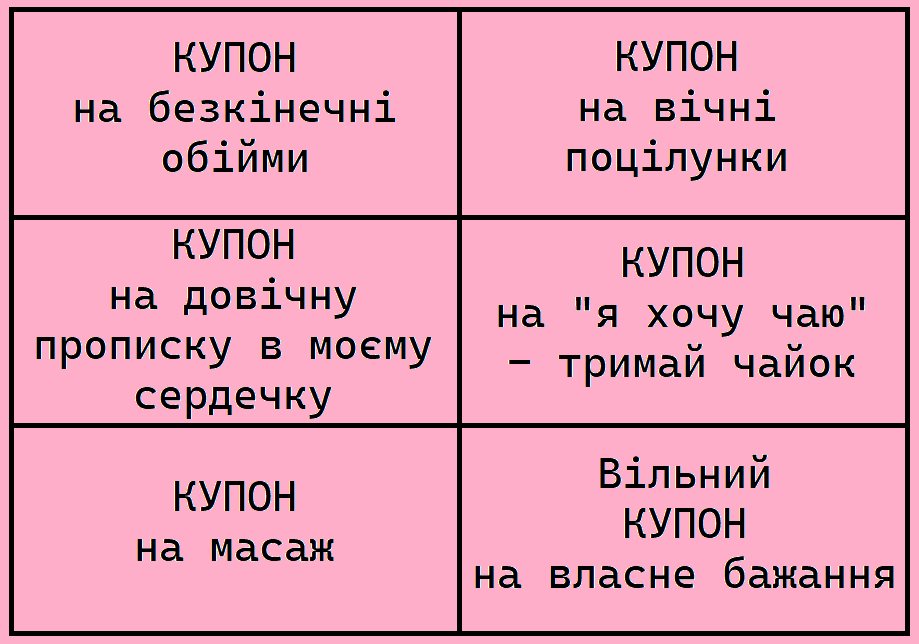 КУПОН
на безкінечні
обійми
КУПОН
на вічні
поцілунки
КУПОН
на довічну
прописку в моєму
сердечку
КУПОН
на "я хочу чаю"
– тримай чайок
КУПОН
на масаж
Вільний
КУПОН
на власне бажання